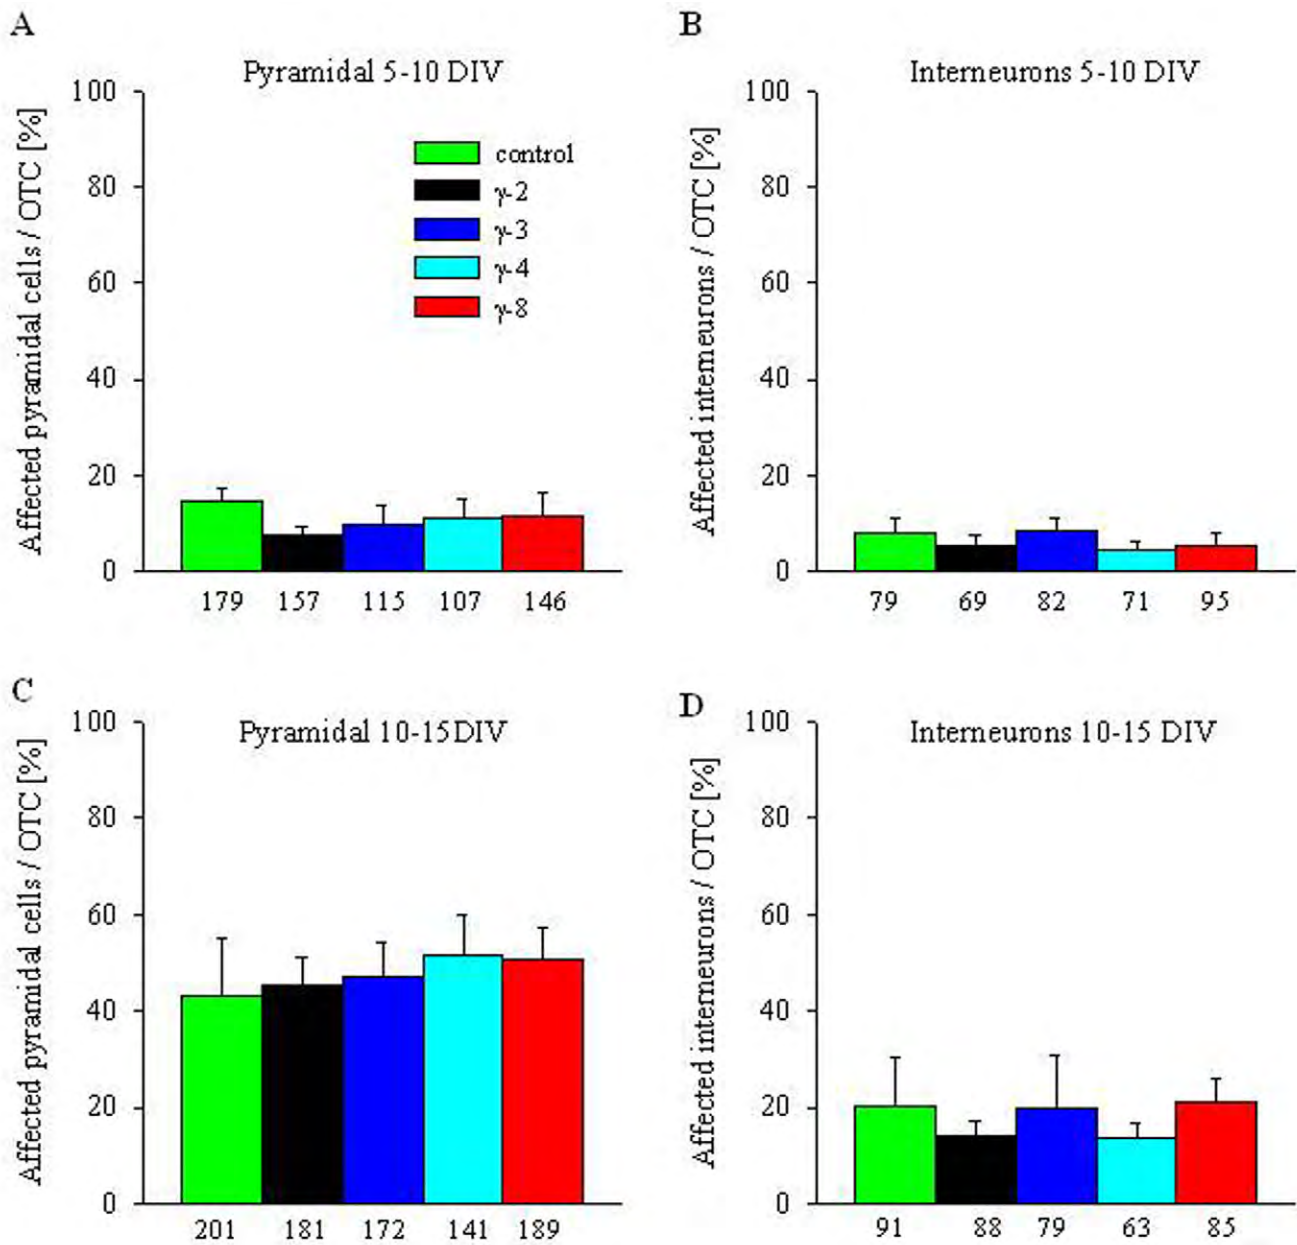 A
Pyramidal 5-10 DIV
Affected pyramidal cells / OTC [%]
100
80
60
40
20
0
control
γ-2
γ-3
γ-4
γ-8
179 157 115 107 146
B
Interneurons 5-10 DIV
Affected interneurons / OTC [%]
100
80
60
40
20
0
79 69 82 71 95
C
Pyramidal 10-15DIV
Affected pyramidal cells / OTC [%]
100
80
60
40
20
0
201 181 172 141 189
D
Interneurons 10-15 DIV
Affected interneurons / OTC [%]
100
80
60
40
20
0
91 88 79 63 85